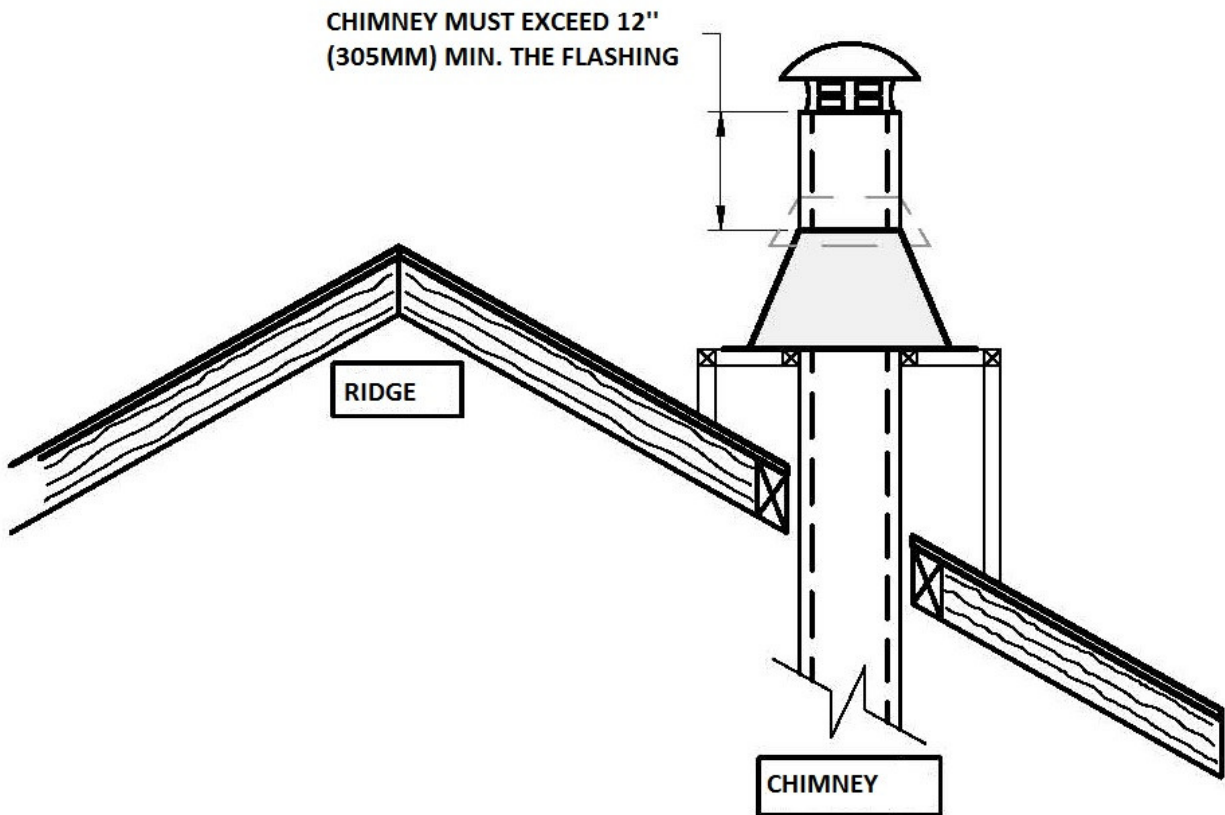 CHIMNEY MUST EXCEED 12''
(305MM) MIN. THE FLASHING
RIDGE
CHIMNEY